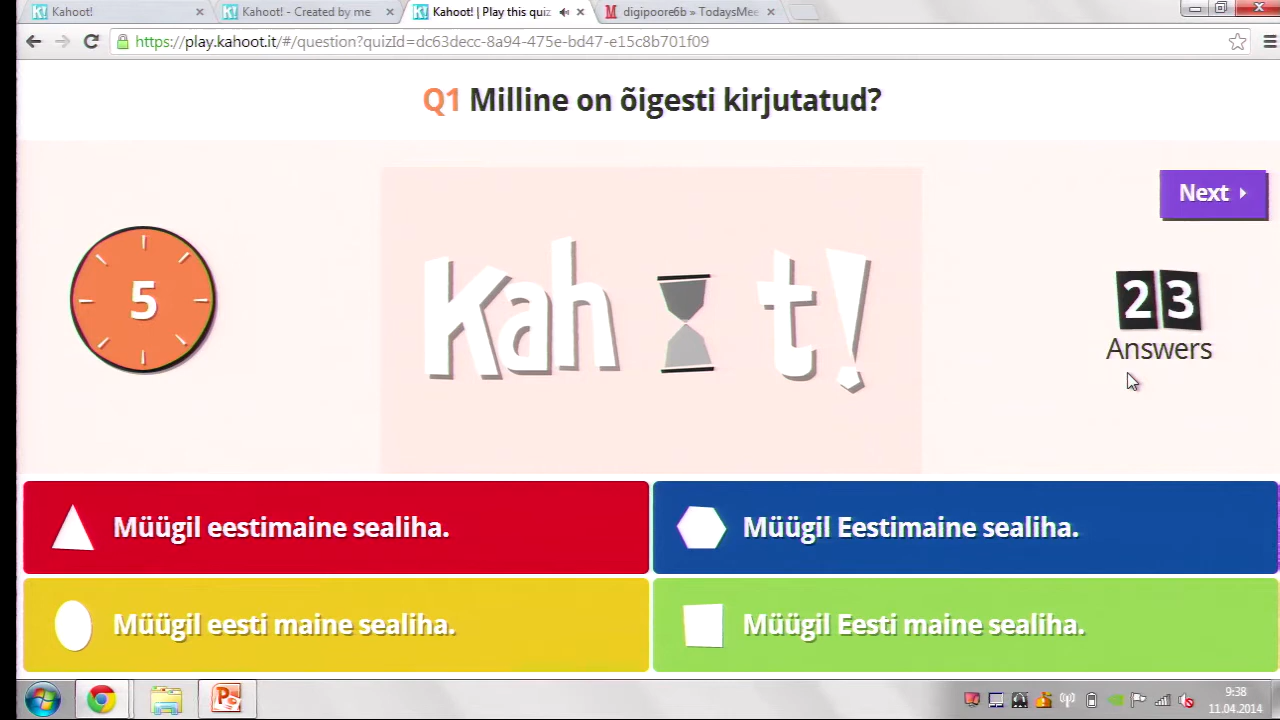 Kahoot!
Kahoot! - Created by me
Kahoot! | Play this quiz
digipoore6b » TodaysMee
https://play.kahoot.it/#/question?quizId=dc63decc-8a94-475e-bd47-e15c8b701f09
Q1 Milline on õigesti kirjutatud?
Next
5
Kahoot!
23
Answers
Müügil eestimaine sealiha.
Müügil Eestimaine sealiha.
Müügil eesti maine sealiha.
Müügil Eesti maine sealiha.
9:38
11.04.2014